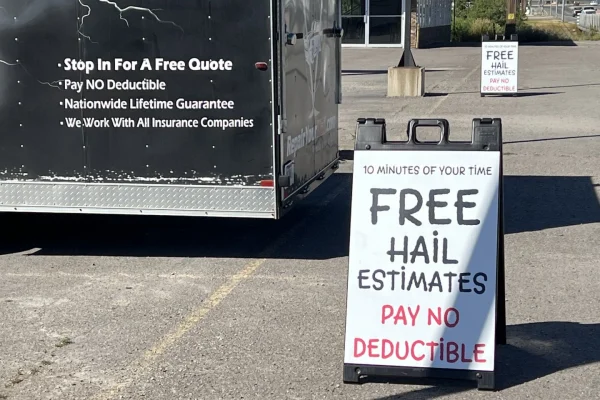 • Stop In For A Free Quote
• Pay NO Deductible
• Nationwide Lifetime Guarantee
• We Work With All Insurance Companies
FREE
HAIL
ESTIMATES
PAY NO
DEDUCTIBLE
10 MINUTES OF YOUR TIME
FREE
HAIL
ESTIMATES
PAY NO
DEDUCTIBLE